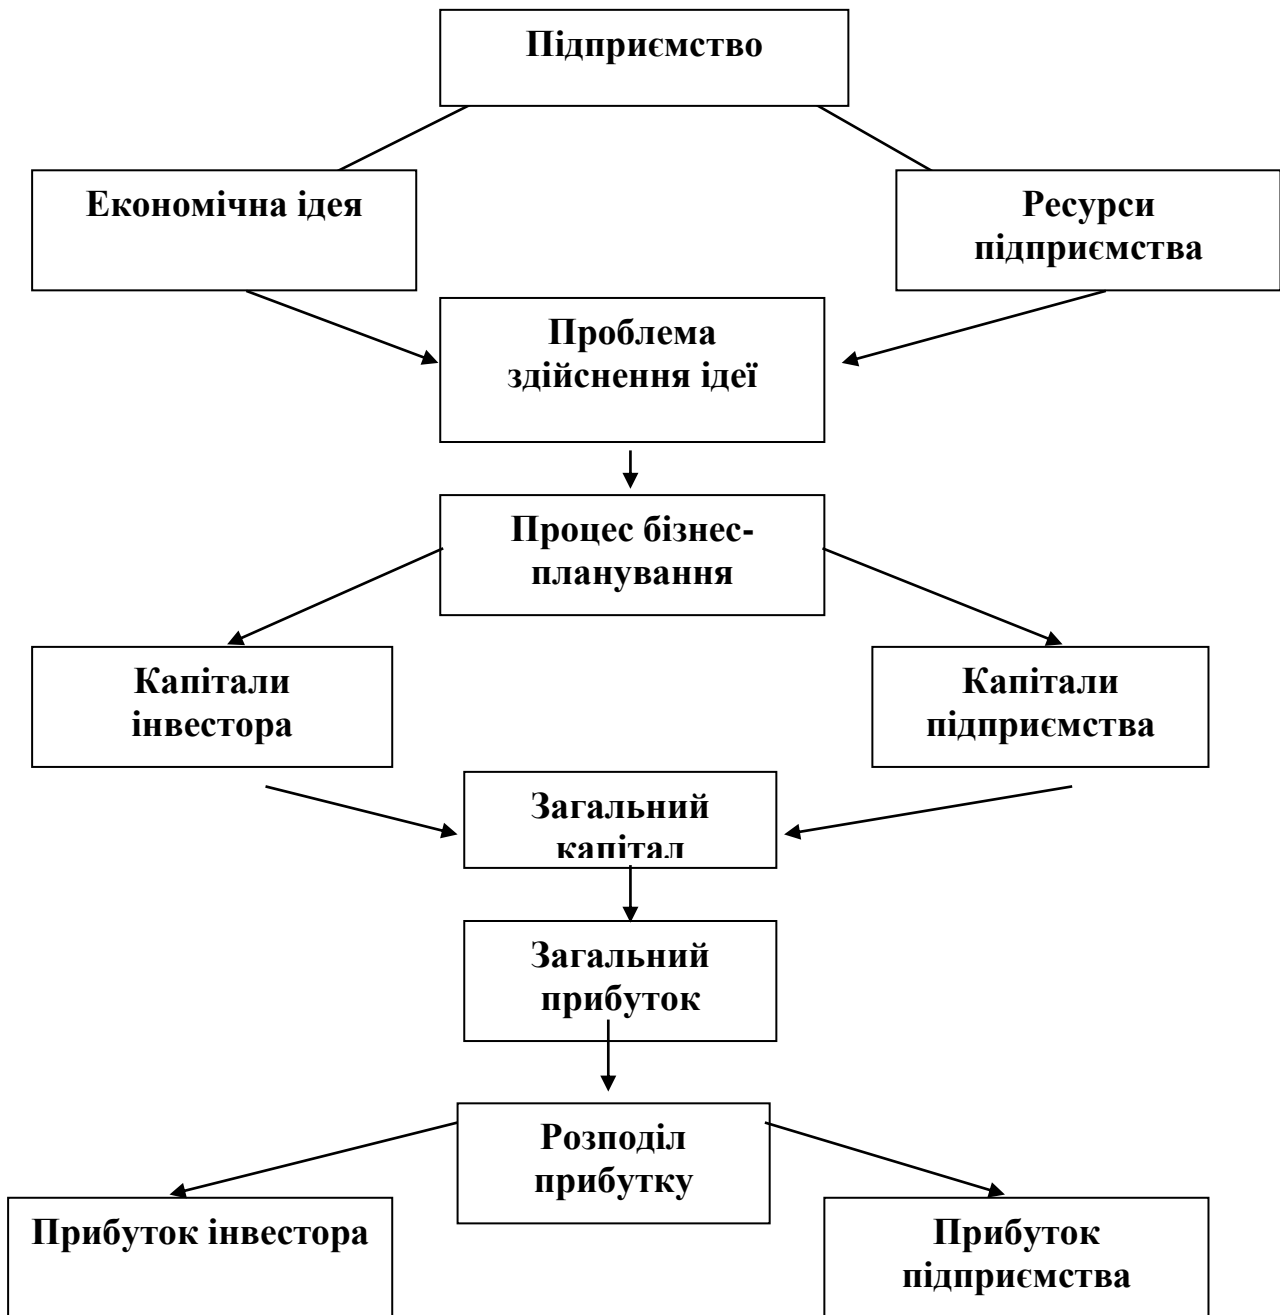 Підприємство
Економічна ідея
Ресурси
підприємства
Проблема
здійснення ідеї
Процес бізнес-
планування
Капітали
інвестора
Капітали
підприємства
Загальний
капітал
Загальний
прибуток
Розподіл
прибутку
Прибуток інвестора
Прибуток
підприємства